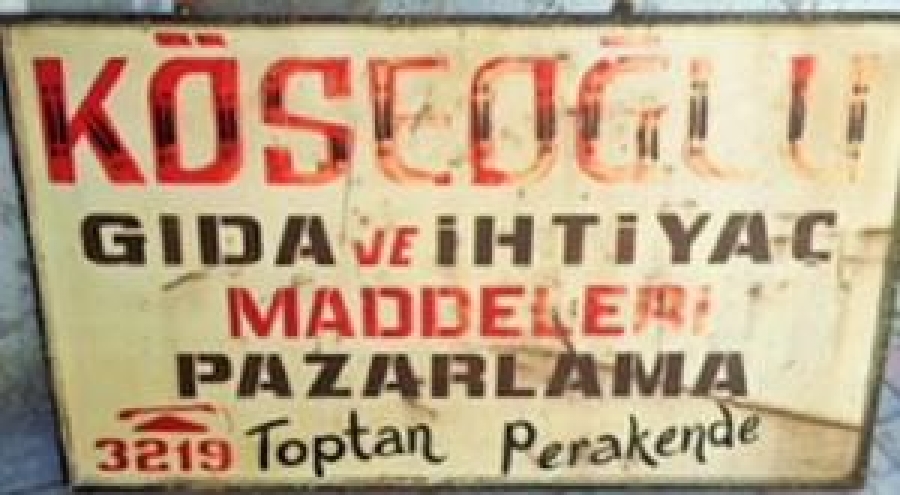 KÖSEOĞLU
GIDA VE İHTİYAÇ
MADDELERİ
PAZARLAMA
3219 Toptan Perakende